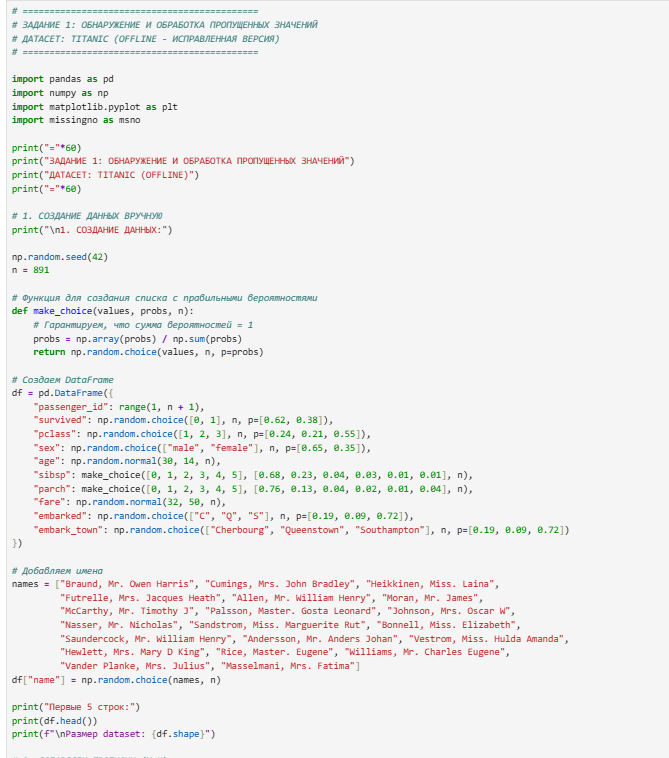 # ============================================
# ЗАДАНИЕ 1: ОБНАРУЖЕНИЕ И ОБРАБОТКА ПРОПУЩЕННЫХ ЗНАЧЕНИЙ
# ДАТАСЕТ: TITANIC (OFFLINE - ИСПРАВЛЕННАЯ ВЕРСИЯ)
# ============================================
import pandas as pd
import numpy as np
import matplotlib.pyplot as plt
import missingno as msno
print("="*60)
print("ЗАДАНИЕ 1: ОБНАРУЖЕНИЕ И ОБРАБОТКА ПРОПУЩЕННЫХ ЗНАЧЕНИЙ")
print("ДАТАСЕТ: TITANIC (OFFLINE)")
print("="*60)
# 1. СОЗДАНИЕ ДАННЫХ ВРУЧНУЮ
print("\n1. СОЗДАНИЕ ДАННЫХ:")
np.random.seed(42)
n = 891
# Функция для создания списка с правильными вероятностями
def make_choice(values, probs, n):
    # Гарантируем, что сумма вероятностей = 1
    probs = np.array(probs) / np.sum(probs)
    return np.random.choice(values, n, p=probs)
# Создаем DataFrame
df = pd.DataFrame({
    "passenger_id": range(1, n + 1),
    "survived": np.random.choice([0, 1], n, p=[0.62, 0.38]),
    "pclass": np.random.choice([1, 2, 3], n, p=[0.24, 0.21, 0.55]),
    "sex": np.random.choice(["male", "female"], n, p=[0.65, 0.35]),
    "age": np.random.normal(30, 14, n),
    "sibsp": make_choice([0, 1, 2, 3, 4, 5], [0.68, 0.23, 0.04, 0.03, 0.01, 0.01], n),
    "parch": make_choice([0, 1, 2, 3, 4, 5], [0.76, 0.13, 0.04, 0.02, 0.01, 0.04], n),
    "fare": np.random.normal(32, 50, n),
    "embarked": np.random.choice(["C", "Q", "S"], n, p=[0.19, 0.09, 0.72]),
    "embark_town": np.random.choice(["Cherbourg", "Queenstown", "Southampton"], n, p=[0.19, 0.09, 0.72])
})
# Добавляем имена
names = ["Braund, Mr. Owen Harris", "Cumings, Mrs. John Bradley", "Heikkinen, Miss. Laina",
         "Futrelle, Mrs. Jacques Heath", "Allen, Mr. William Henry", "Moran, Mr. James",
         "McCarthy, Mr. Timothy J", "Palsson, Master. Gosta Leonard", "Johnson, Mrs. Oscar W",
         "Nasser, Mr. Nicholas", "Sandstrom, Miss. Marguerite Rut", "Bonnell, Miss. Elizabeth",
         "Saundercock, Mr. William Henry", "Andersson, Mr. Anders Johan", "Vestrom, Miss. Hulda Amanda",
         "Hewlett, Mrs. Mary D King", "Rice, Master. Eugene", "Williams, Mr. Charles Eugene",
         "Vander Planke, Mrs. Julius", "Masselmani, Mrs. Fatima"]
df["name"] = np.random.choice(names, n)
print("Первые 5 строк:")
print(df.head())
print(f"\nРазмер dataset: {df.shape}")